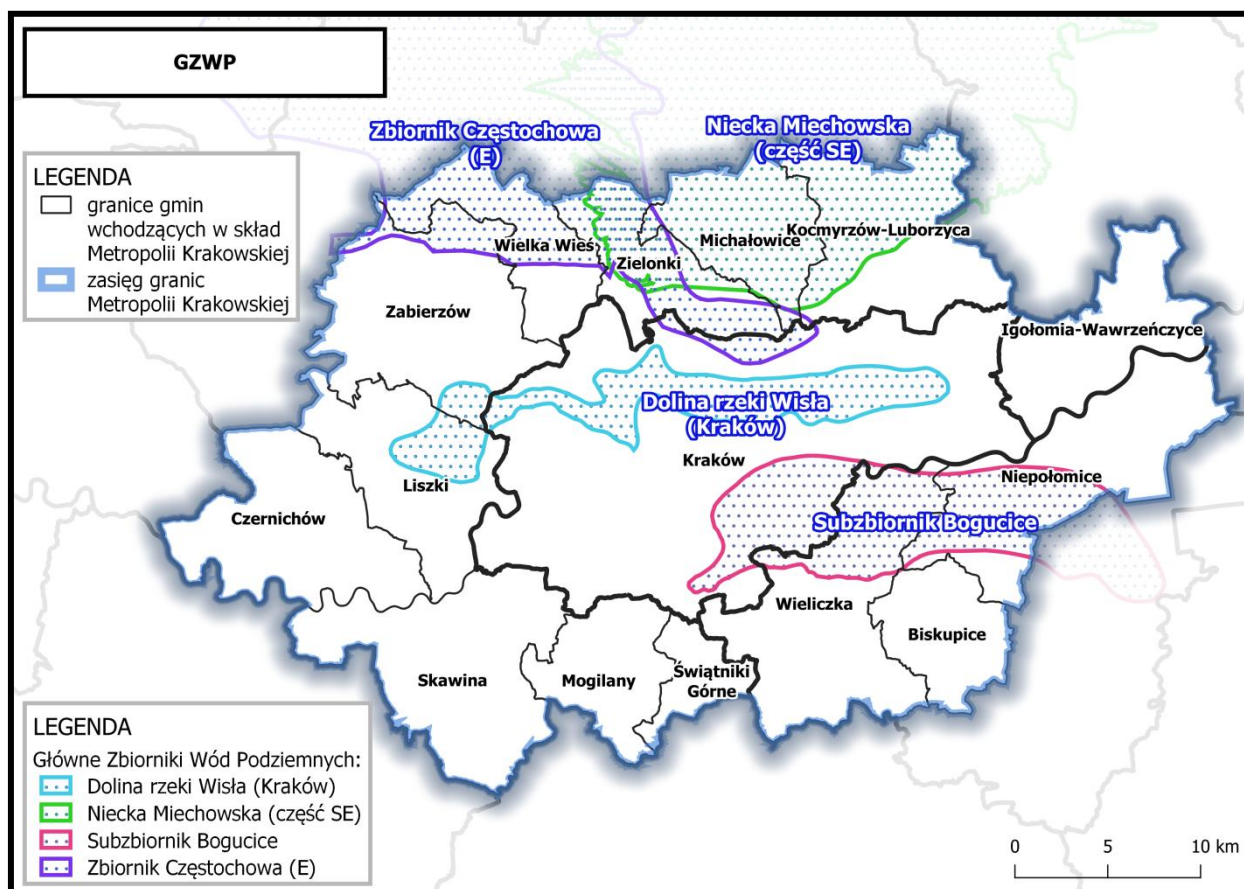 GZWP
LEGENDA
granice gmin
wchodzących w skład
Metropolii Krakowskiej
zasięg granic
Metropolii Krakowskiej
Zbiornik Częstochowa
(E)
Niecka Miechowska
(część SE)
Wielka Wieś
Zielonki
Michałowice
Kocmyrzów-Luborzyca
Zabierzów
Igołomia-Wawrzeńczyce
Dolina rzeki Wisła
(Kraków)
Kraków
Liszki
Niepołomice
Czernichów
Subzbiornik Bogucice
Wieliczka
Biskupice
Skawina
Mogilany
Świątniki
Górne
LEGENDA
Główne Zbiorniki Wód Podziemnych:
Dolina rzeki Wisła (Kraków)
Niecka Miechowska (część SE)
Subzbiornik Bogucice
Zbiornik Częstochowa (E)
0 5 10 km